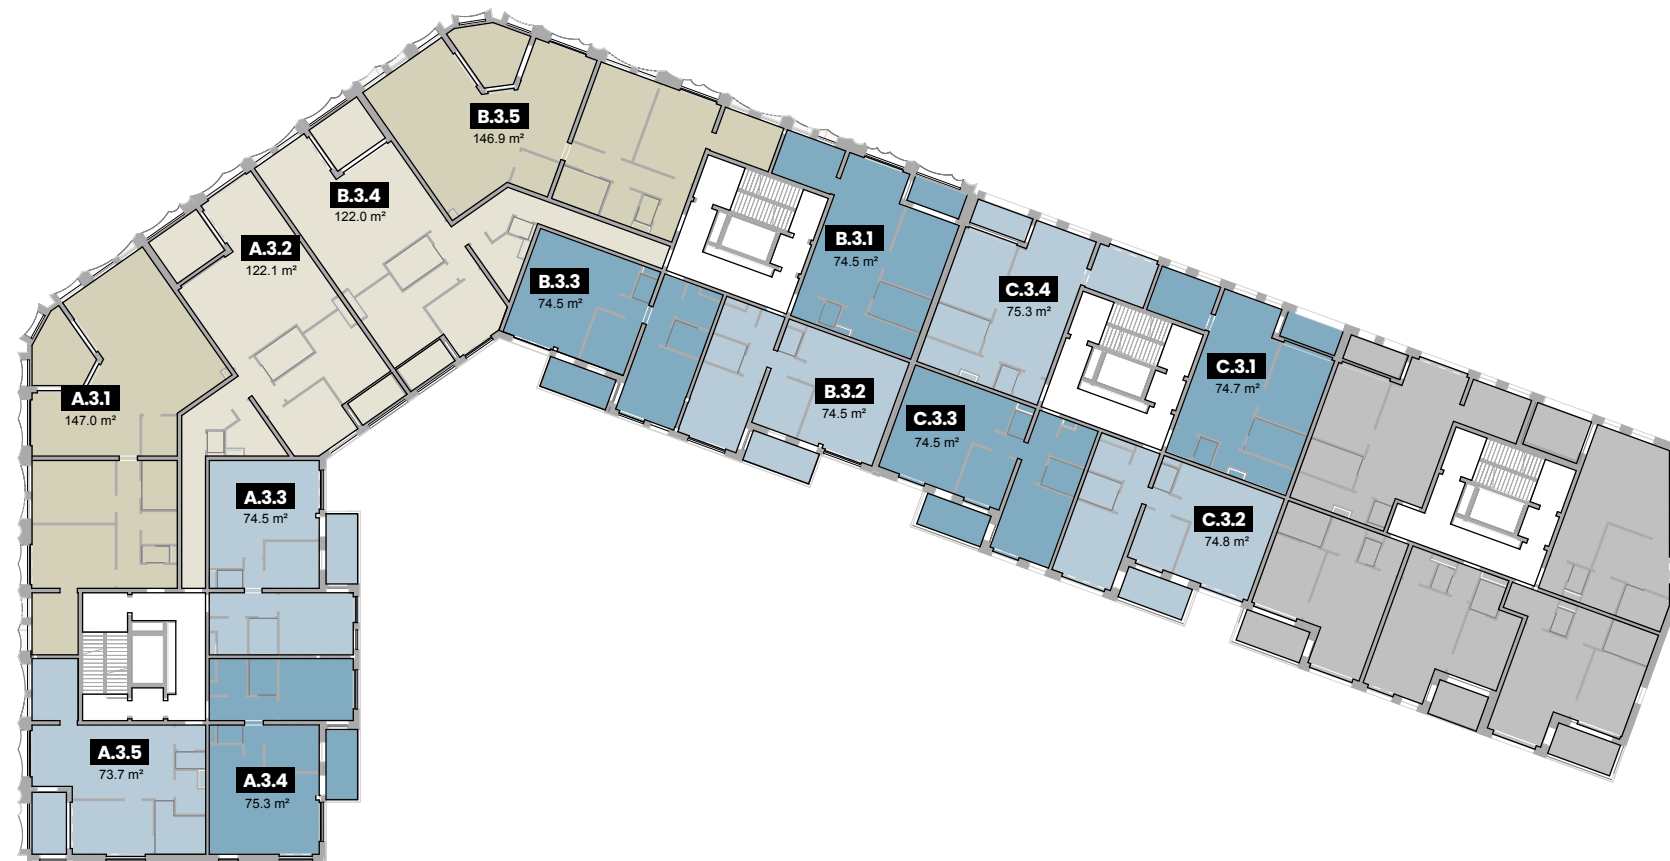 B.3.5
146.9 m²
B.3.4
122.0 m²
A.3.2
122.1 m²
B.3.1
74.5 m²
B.3.3
74.5 m²
C.3.4
75.3 m²
C.3.1
74.7 m²
A.3.1
147.0 m²
B.3.2
74.5 m²
C.3.3
74.5 m²
A.3.3
74.5 m²
C.3.2
74.8 m²
A.3.5
73.7 m²
A.3.4
75.3 m²